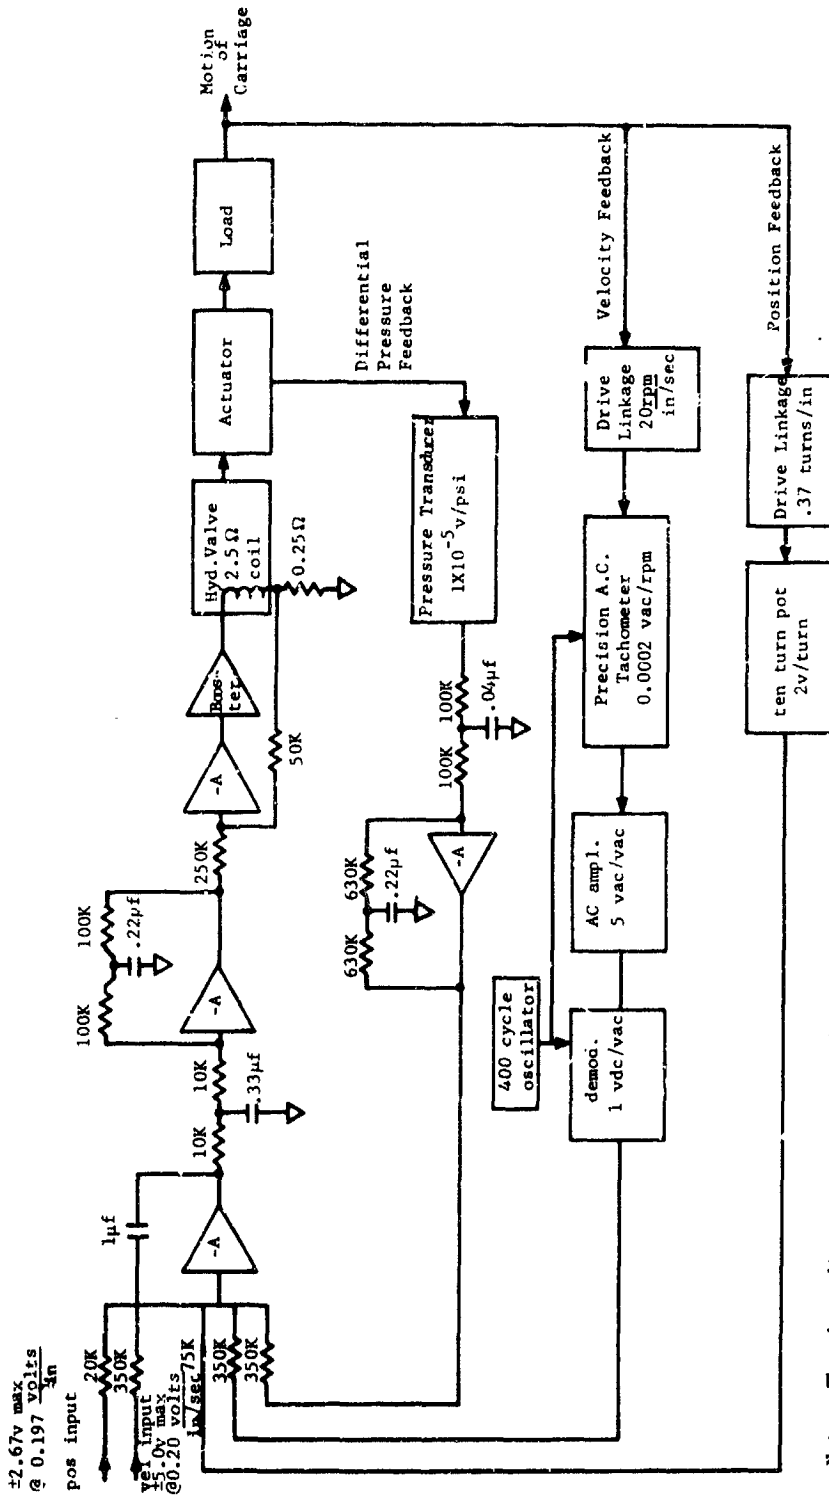 ±2.67v max
@ 0.197 volts
in
pos input
20K
350K
vel input
±5.0v max
@0.20 volts
in/sec
75K
350K
350K
1μf
-A
10K
10K
.33μf
100K
100K
.22μf
-A
250K
-A
Boos-
ter
50K
Hyd.Valve
2.5 Ω
coil
0.25Ω
Actuator
Load
Motion
of
Carriage
Differential
Pressure
Feedback
Pressure Transducer
1X10-5v/psi
100K
100K
.04μf
630K
630K
.22μf
-A
400 cycle
oscillator
demod.
1 vdc/vac
AC ampl.
5 vac/vac
Precision A.C.
Tachometer
0.0002 vac/rpm
Drive
Linkage
20rpm
in/sec
Velocity Feedback
ten turn pot
2v/turn
Drive Linkage
.37 turns/in
Position Feedback